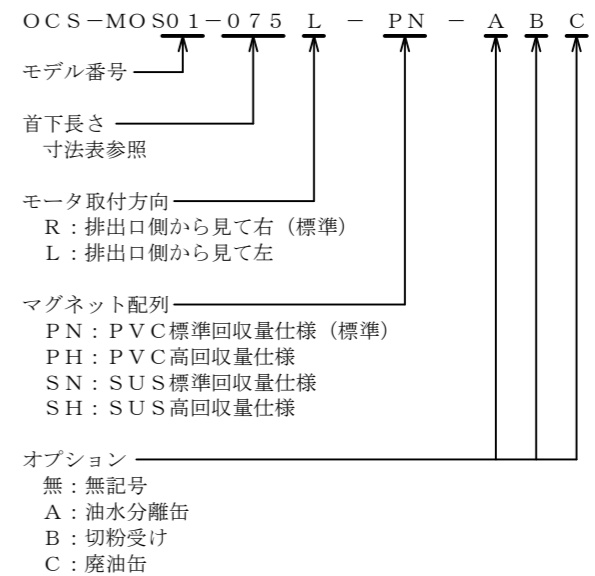 OCS-MOS01-075 L - PN - A B C
モデル番号
首下長さ
寸法表参照
モータ取付方向
R:排出口側から見て右(標準)
L:排出口側から見て左
マグネット配列
PN:PVC標準回収量仕様(標準)
PH:PVC高回収量仕様
SN:SUS標準回収量仕様
SH:SUS高回収量仕様
オプション
無:無記号
A:油水分離缶
B:切粉受け
C:廃油缶